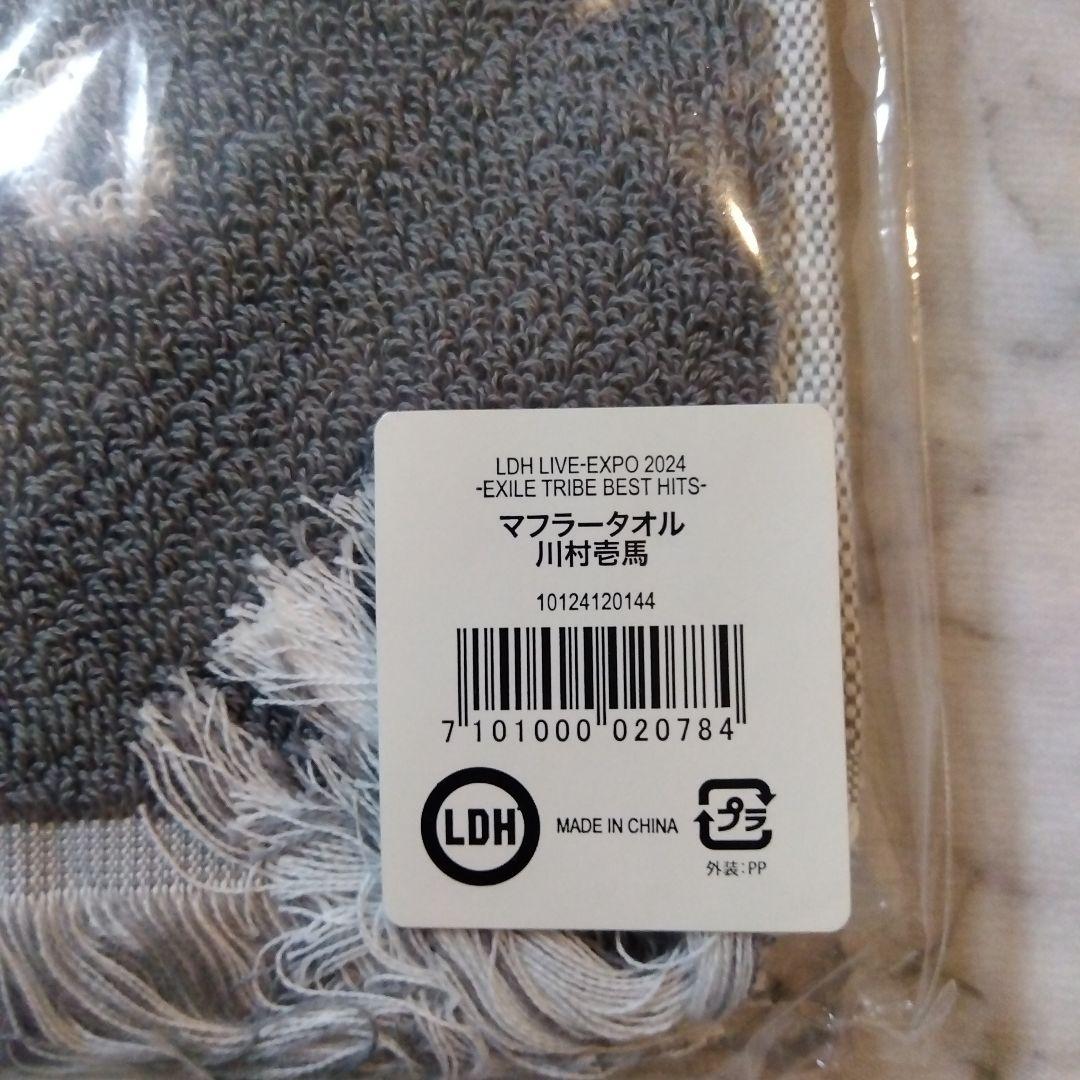 LDH LIVE-EXPO 2024
-EXILE TRIBE BEST HITS-
マフラータオル
川村壱馬
10124120144
7 101000 020784
LDH
MADE IN CHINA
プラ
外装:PP